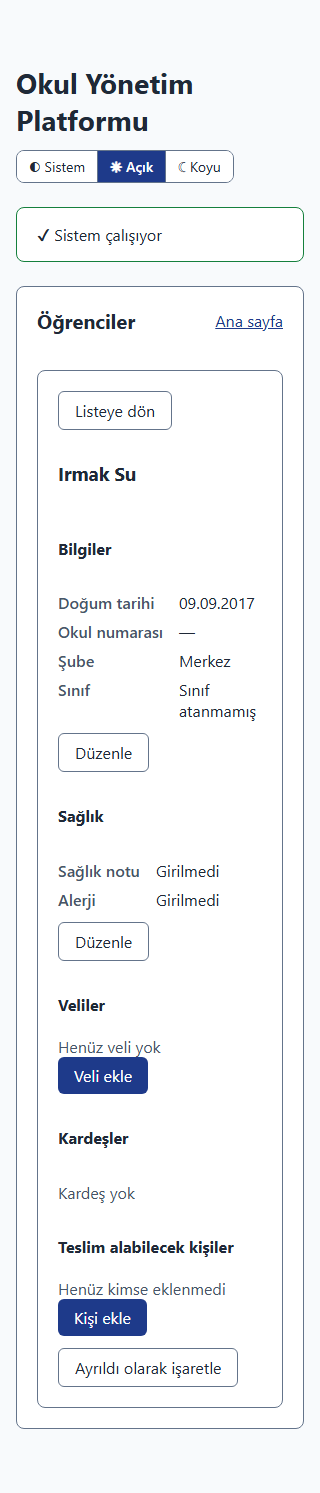 Okul Yönetim
Platformu
◐ Sistem ☀ Açık ☾ Koyu
✓ Sistem çalışıyor
Öğrenciler Ana sayfa
Listeye dön
Irmak Su
Bilgiler
Doğum tarihi 09.09.2017
Okul numarası —
Şube Merkez
Sınıf Sınıf
atanmamış
Düzenle
Sağlık
Sağlık notu Girilmedi
Alerji Girilmedi
Düzenle
Veliler
Henüz veli yok
Veli ekle
Kardeşler
Kardeş yok
Teslim alabilecek kişiler
Henüz kimse eklenmedi
Kişi ekle
Ayrıldı olarak işaretle